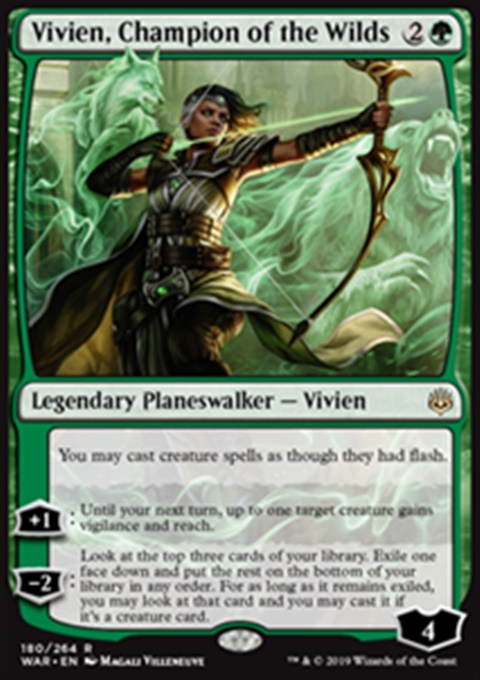 Vivien, Champion of the Wilds 2
Legendary Planeswalker — Vivien
You may cast creature spells as though they had flash.
+1 : Until your next turn, up to one target creature gains
vigilance and reach.
Look at the top three cards of your library. Exile one
face down and put the rest on the bottom of your
-2 : library in any order. For as long as it remains exiled,
you may look at that card and you may cast it if
it's a creature card.
4
180/264 R
WAR • EN Magali Villeneuve
™ & © 2019 Wizards of the Coast